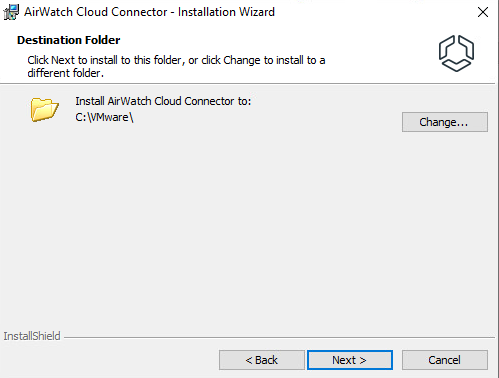 AirWatch Cloud Connector - Installation Wizard
Destination Folder
Click Next to install to this folder, or click Change to install to a
different folder.
Install AirWatch Cloud Connector to:
C:\VMware\
Change...
InstallShield
< Back
Next >
Cancel